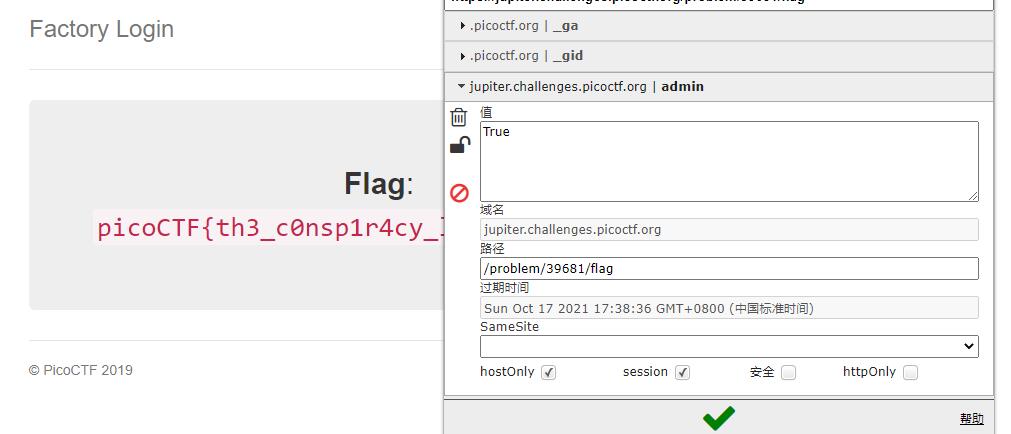 Factory Login
Flag:
picoCTF{th3_c0nsp1r4cy_
© PicoCTF 2019
.picoctf.org | _ga
.picoctf.org | _gid
jupiter.challenges.picoctf.org | admin
值
True
域名
jupiter.challenges.picoctf.org
路径
/problem/39681/flag
过期时间
Sun Oct 17 2021 17:38:36 GMT+0800 (中国标准时间)
SameSite
hostOnly session 安全 httpOnly
帮助